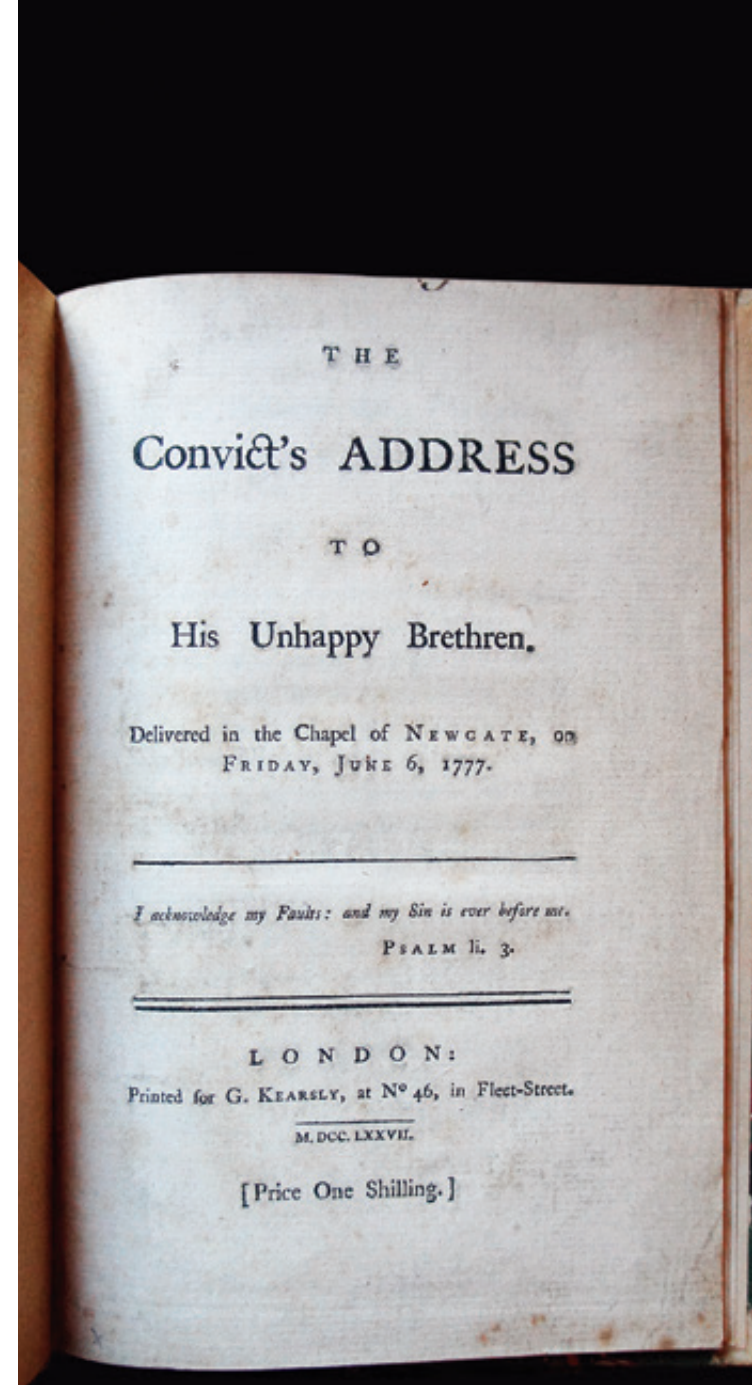 THE
Convict's ADDRESS
TO
His Unhappy Brethren.
Delivered in the Chapel of NEWGATE, on
FRIDAY, JUNE 6, 1777.
I acknowledge my Faults: and my Sin is ever before me.
PSALM li. 3.
LONDON:
Printed for G. KEARSLY, at Nº 46, in Fleet-Street.
M. DCC. LXXVII.
[Price One Shilling.]